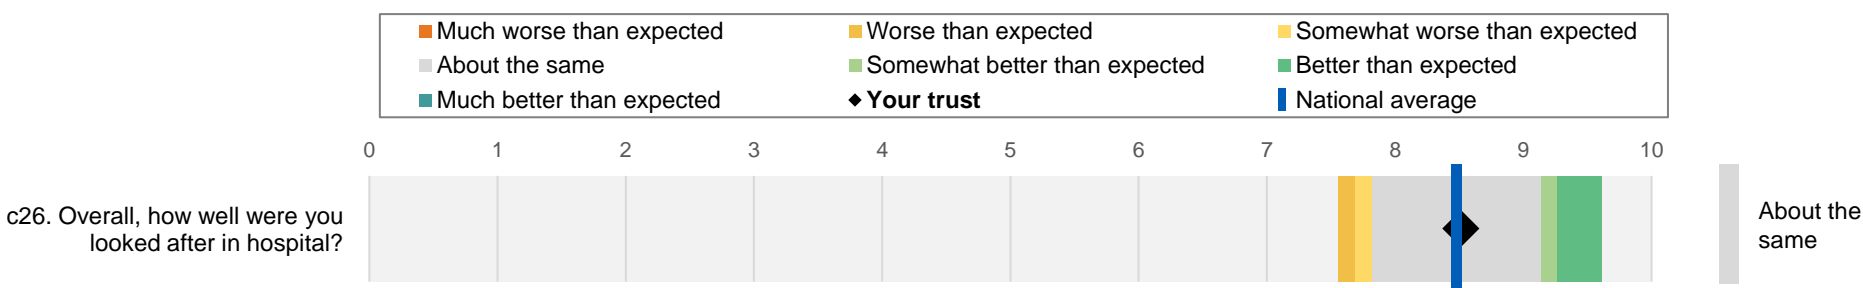 Much worse than expected
Worse than expected
Somewhat worse than expected
About the same
Somewhat better than expected
Better than expected
Much better than expected
Your trust
National average
0 1 2 3 4 5 6 7 8 9 10
c26. Overall, how well were you
looked after in hospital?
About the
same